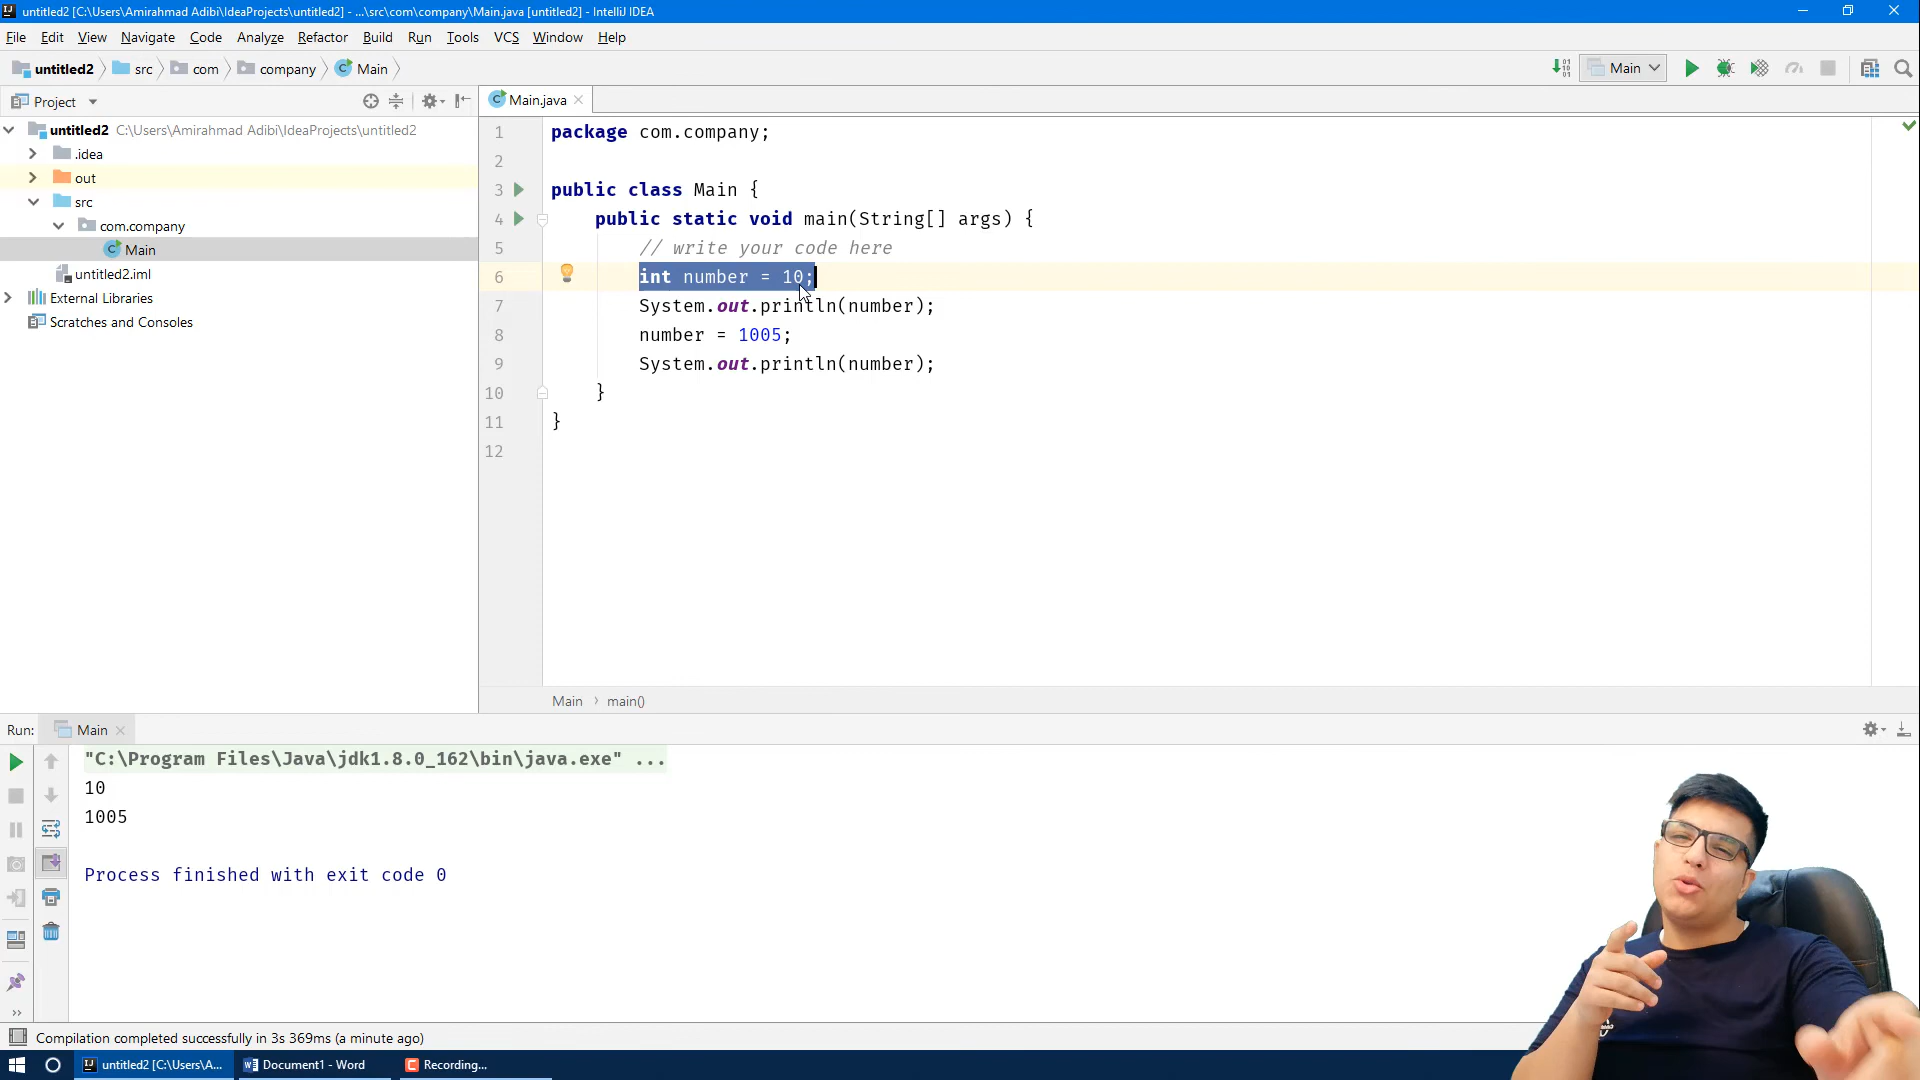 untitled2 [C:\Users\Amirahmad Adibi\IdeaProjects\untitled2] - ...\src\com\company\Main.java [untitled2] - IntelliJ IDEA
File Edit View Navigate Code Analyze Refactor Build Run Tools VCS Window Help
untitled2 src com company Main Main
Project Main.java
untitled2 C:\Users\Amirahmad Adibi\IdeaProjects\untitled2
.idea
out
src
com.company
Main
untitled2.iml
External Libraries
Scratches and Consoles
1 package com.company;
2
3 public class Main {
4 public static void main(String[] args) {
5 // write your code here
6 int number = 10;
7 System.out.println(number);
8 number = 1005;
9 System.out.println(number);
10 }
11 }
12
Main › main()
Run: Main
"C:\Program Files\Java\jdk1.8.0_162\bin\java.exe" ...
10
1005
Process finished with exit code 0
Compilation completed successfully in 3s 369ms (a minute ago)
untitled2 [C:\Users\A... Document1 - Word Recording...